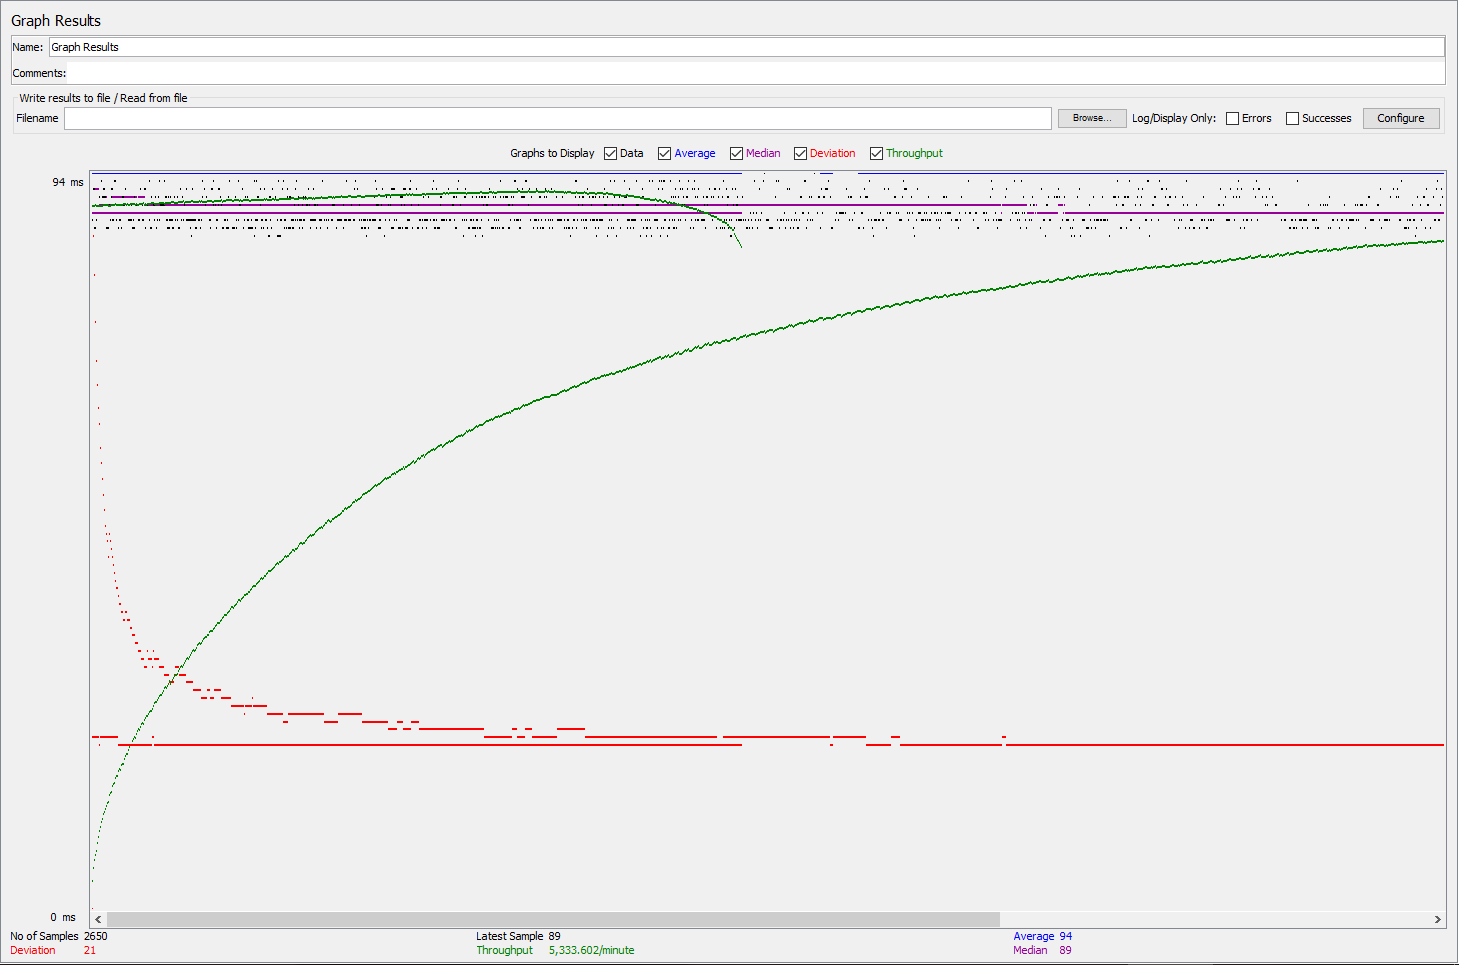 Graph Results
Name: Graph Results
Comments:
Write results to file / Read from file
Filename Browse... Log/Display Only: Errors Successes Configure
Graphs to Display Data Average Median Deviation Throughput
94 ms
0 ms
No of Samples 2650 Latest Sample 89 Average 94
Deviation 21 Throughput 5,333.602/minute Median 89